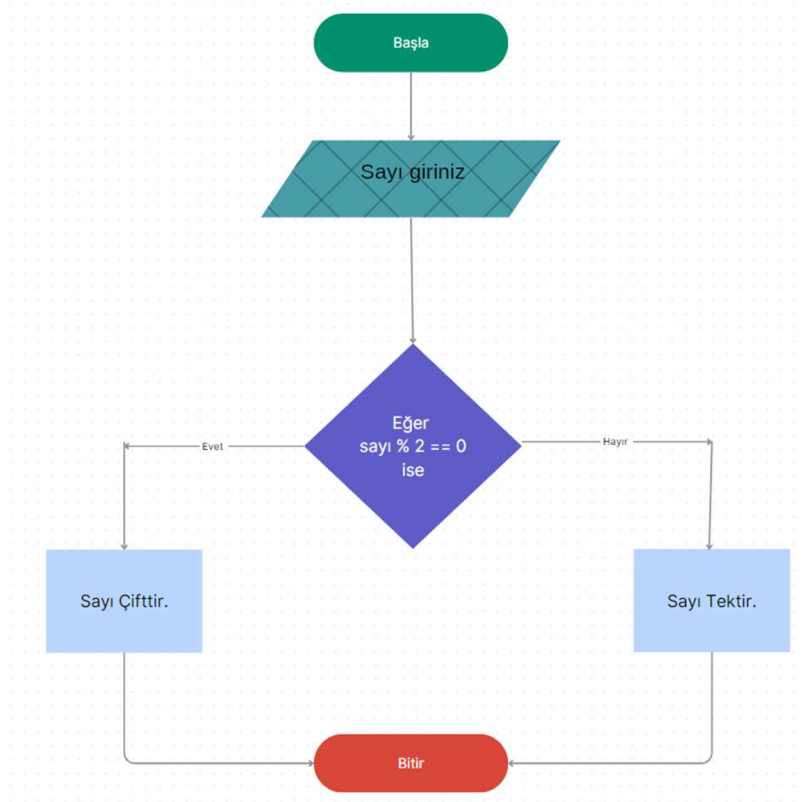 Başla
Sayı giriniz
Eğer
sayı % 2 == 0
ise
Evet
Hayır
Sayı Çifttir.
Sayı Tektir.
Bitir